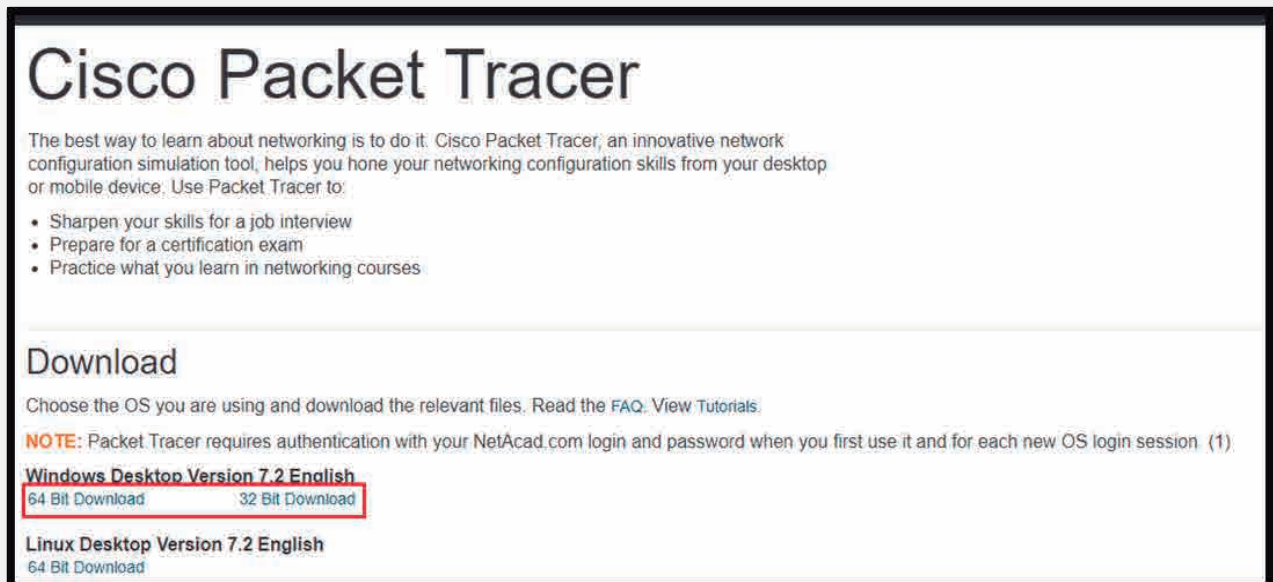 Cisco Packet Tracer
The best way to learn about networking is to do it. Cisco Packet Tracer, an innovative network
configuration simulation tool, helps you hone your networking configuration skills from your desktop
or mobile device. Use Packet Tracer to:
• Sharpen your skills for a job interview
• Prepare for a certification exam
• Practice what you learn in networking courses
Download
Choose the OS you are using and download the relevant files. Read the FAQ. View Tutorials.
NOTE: Packet Tracer requires authentication with your NetAcad.com login and password when you first use it and for each new OS login session. (1)
Windows Desktop Version 7.2 English
64 Bit Download 32 Bit Download
Linux Desktop Version 7.2 English
64 Bit Download